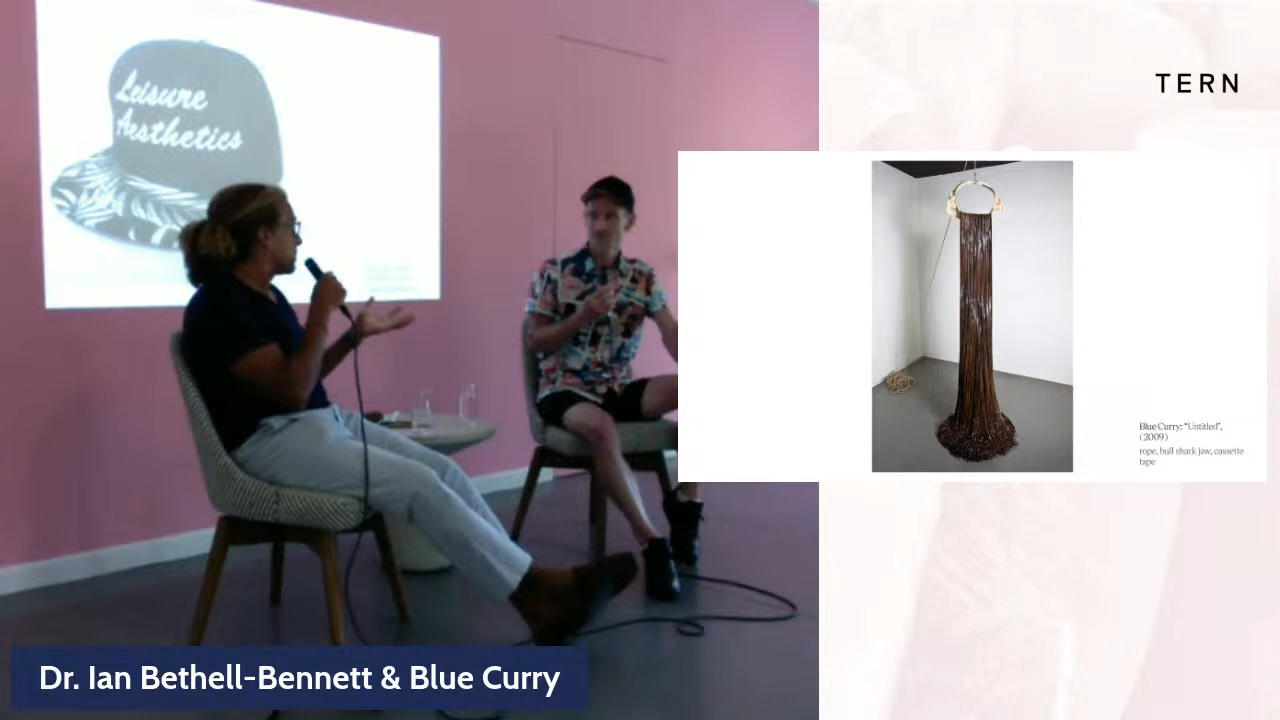 Leisure
Aesthetics
TERN
Blue Curry: “Untitled”,
(2009)
rope, bull shark jaw, cassette
tape
Dr. Ian Bethell-Bennett & Blue Curry